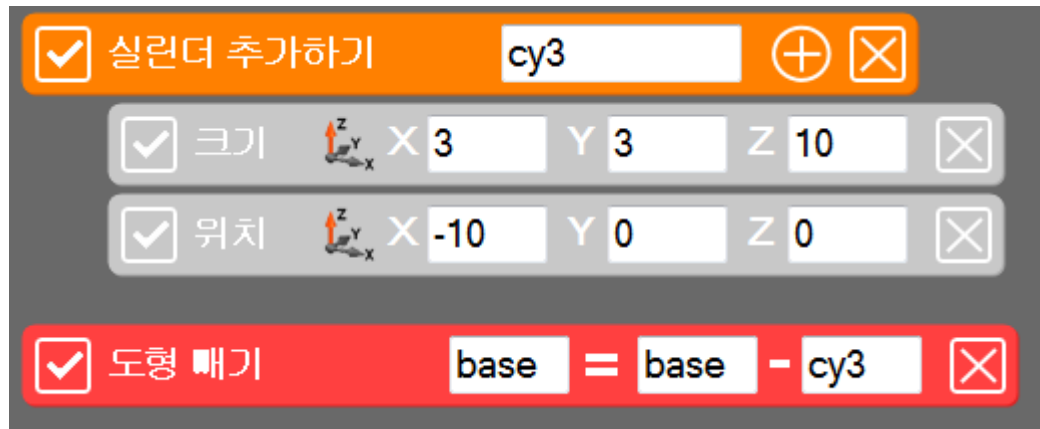 실린더 추가하기 cy3
크기 Z Y X X 3 Y 3 Z 10
위치 Z Y X X -10 Y 0 Z 0
도형 빼기 base = base - cy3